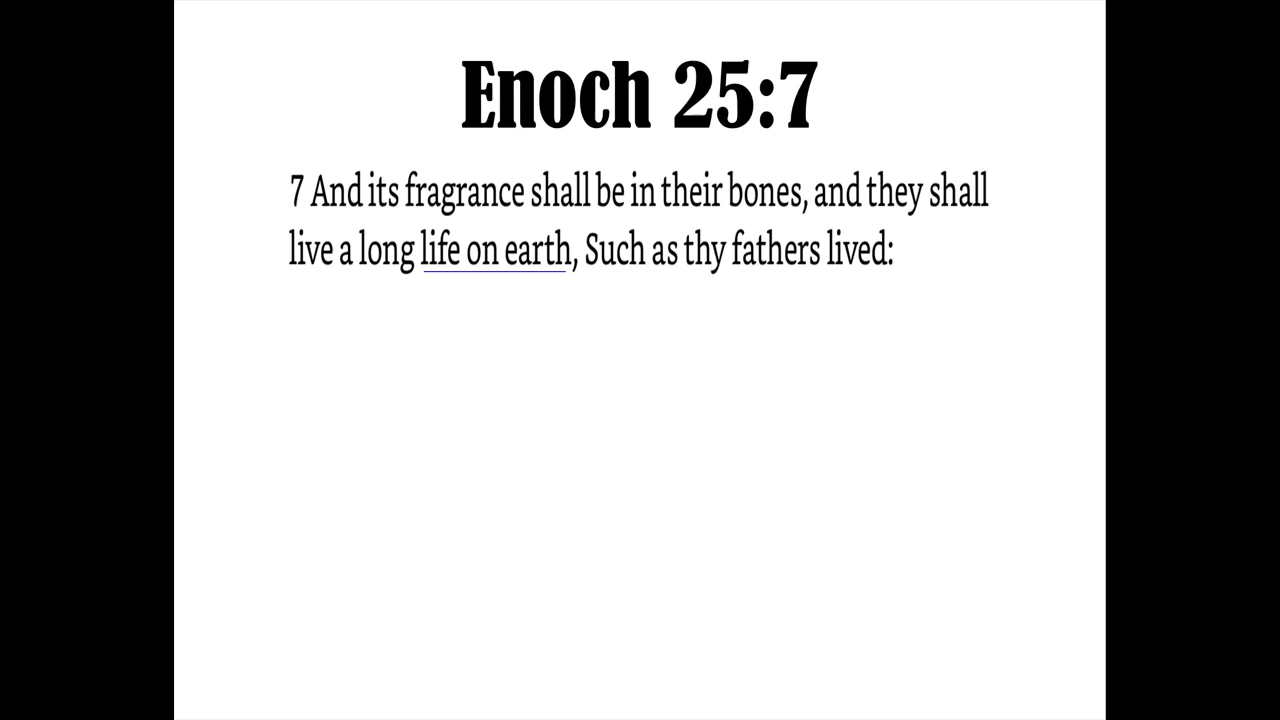 Enoch 25:7
7 And its fragrance shall be in their bones, and they shall
live a long life on earth, Such as thy fathers lived: